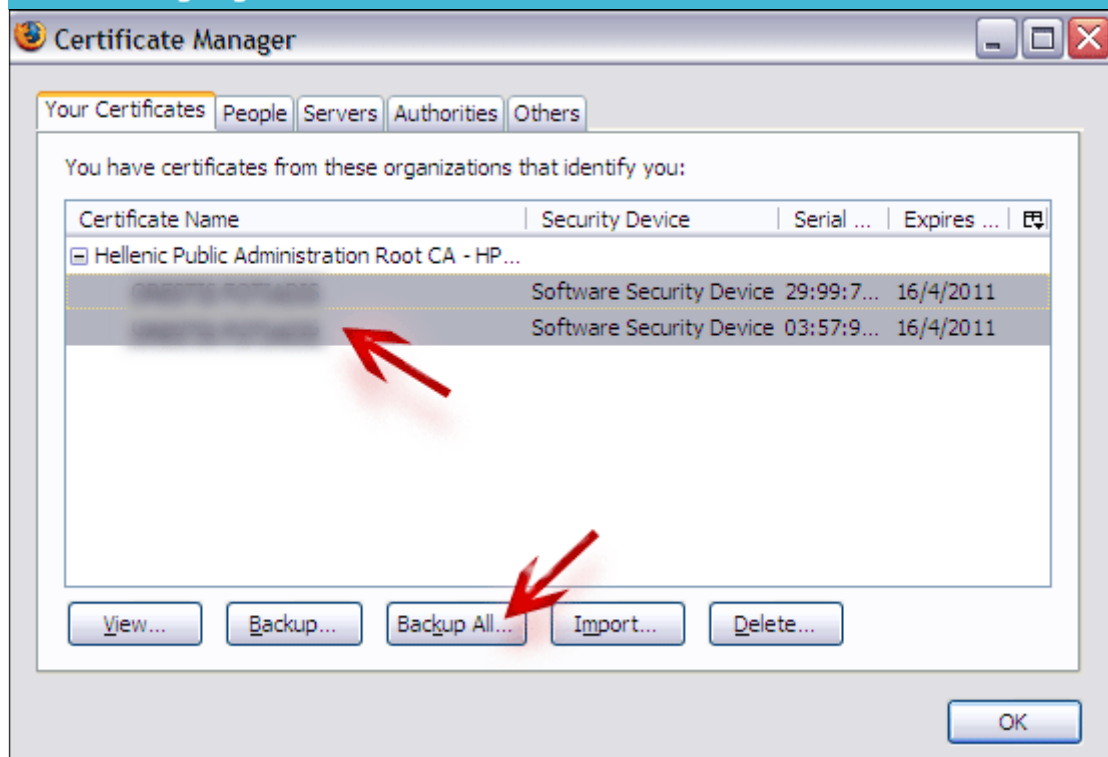 Certificate Manager
Your Certificates People Servers Authorities Others
You have certificates from these organizations that identify you:
Certificate Name Security Device Serial ... Expires ...
Hellenic Public Administration Root CA - HP...
Software Security Device 29:99:7... 16/4/2011
Software Security Device 03:57:9... 16/4/2011
View... Backup... Backup All... Import... Delete...
OK